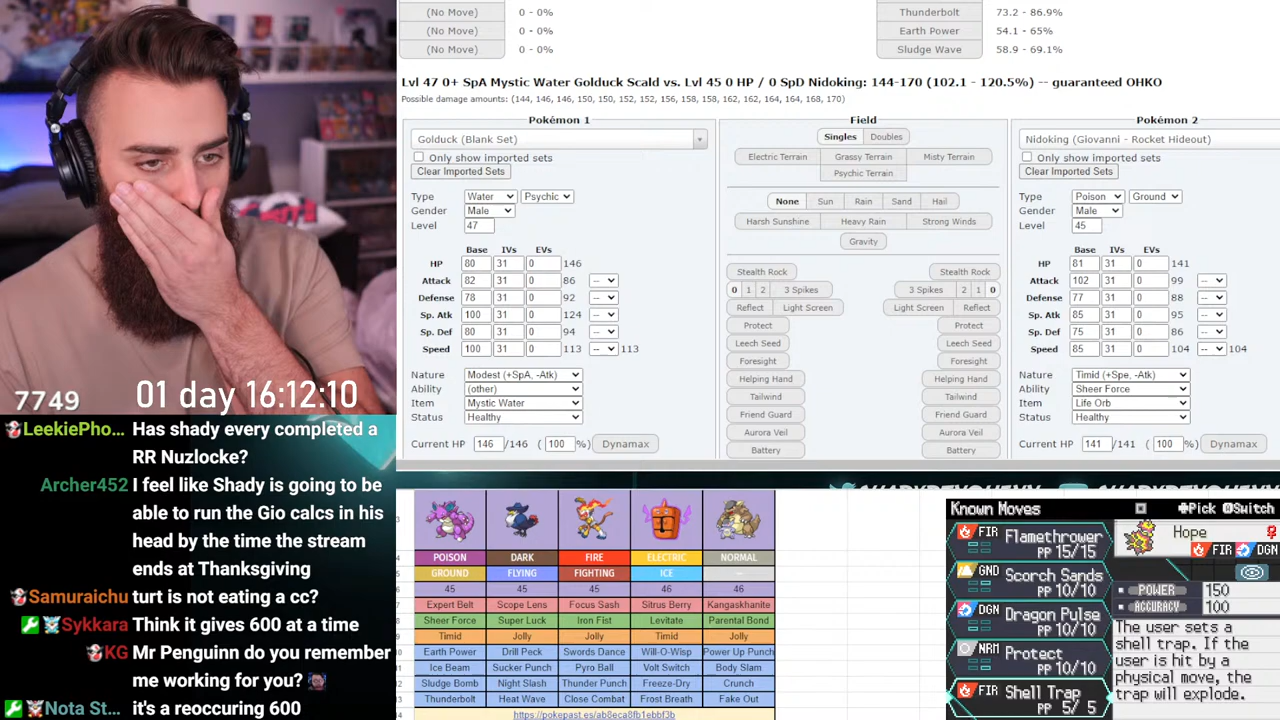 (No Move) 0 - 0%
(No Move) 0 - 0%
(No Move) 0 - 0%
Thunderbolt 73.2 - 86.9%
Earth Power 54.1 - 65%
Sludge Wave 58.9 - 69.1%
Lvl 47 0+ SpA Mystic Water Golduck Scald vs. Lvl 45 0 HP / 0 SpD Nidoking: 144-170 (102.1 - 120.5%) -- guaranteed OHKO
Possible damage amounts: (144, 146, 146, 150, 150, 152, 152, 156, 158, 158, 162, 162, 164, 164, 168, 170)
Pokémon 1
Golduck (Blank Set)
Only show imported sets
Clear Imported Sets
Type Water Psychic
Gender Male
Level 47
Base IVs EVs
HP 80 31 0 146
Attack 82 31 0 86 --
Defense 78 31 0 92 --
Sp. Atk 100 31 0 124 --
Sp. Def 80 31 0 94 --
Speed 100 31 0 113 -- 113
Nature Modest (+SpA, -Atk)
Ability (other)
Item Mystic Water
Status Healthy
Current HP 146 /146 ( 100 %) Dynamax
Field
Singles Doubles
Electric Terrain Grassy Terrain Misty Terrain
Psychic Terrain
None Sun Rain Sand Hail
Harsh Sunshine Heavy Rain Strong Winds
Gravity
Stealth Rock Stealth Rock
0 1 2 3 Spikes 3 Spikes 2 1 0
Reflect Light Screen Light Screen Reflect
Protect Protect
Leech Seed Leech Seed
Foresight Foresight
Helping Hand Helping Hand
Tailwind Tailwind
Friend Guard Friend Guard
Aurora Veil Aurora Veil
Battery Battery
Pokémon 2
Nidoking (Giovanni - Rocket Hideout)
Only show imported sets
Clear Imported Sets
Type Poison Ground
Gender Male
Level 45
Base IVs EVs
HP 81 31 0 141
Attack 102 31 0 99 --
Defense 77 31 0 88 --
Sp. Atk 85 31 0 95 --
Sp. Def 75 31 0 86 --
Speed 85 31 0 104 -- 104
Nature Timid (+Spe, -Atk)
Ability Sheer Force
Item Life Orb
Status Healthy
Current HP 141 /141 ( 100 %) Dynamax
7749 01 day 16:12:10
LeekiePho... Has shady every completed a
RR Nuzlocke?
Archer452 I feel like Shady is going to be
able to run the Gio calcs in his
head by the time the stream
ends at Thanksgiving
Samuraichu turt is not eating a cc?
Sykkara Think it gives 600 at a time
KG Mr Penguinn do you remember
me working for you?
Nota St... it's a reoccuring 600
POISON DARK FIRE ELECTRIC NORMAL
GROUND FLYING FIGHTING ICE
45 45 45 46 46
Expert Belt Scope Lens Focus Sash Sitrus Berry Kangaskhanite
Sheer Force Super Luck Iron Fist Levitate Parental Bond
Timid Jolly Jolly Timid Jolly
Earth Power Drill Peck Swords Dance Will-O-Wisp Power Up Punch
Ice Beam Sucker Punch Pyro Ball Volt Switch Body Slam
Sludge Bomb Night Slash Thunder Punch Freeze-Dry Crunch
Thunderbolt Heat Wave Close Combat Frost Breath Fake Out
https://pokepast.es/ab8eca8fb1ebbf3b
Known Moves Pick Switch
FIR Flamethrower
PP 15/15
GND Scorch Sands
PP 10/10
DGN Dragon Pulse
PP 10/10
NRM Protect
PP 10/10
FIR Shell Trap
PP 5/ 5
Hope
FIR DGN
POWER 150
ACCURACY 100
The user sets a
shell trap. If the
user is hit by a
physical move, the
trap will explode.